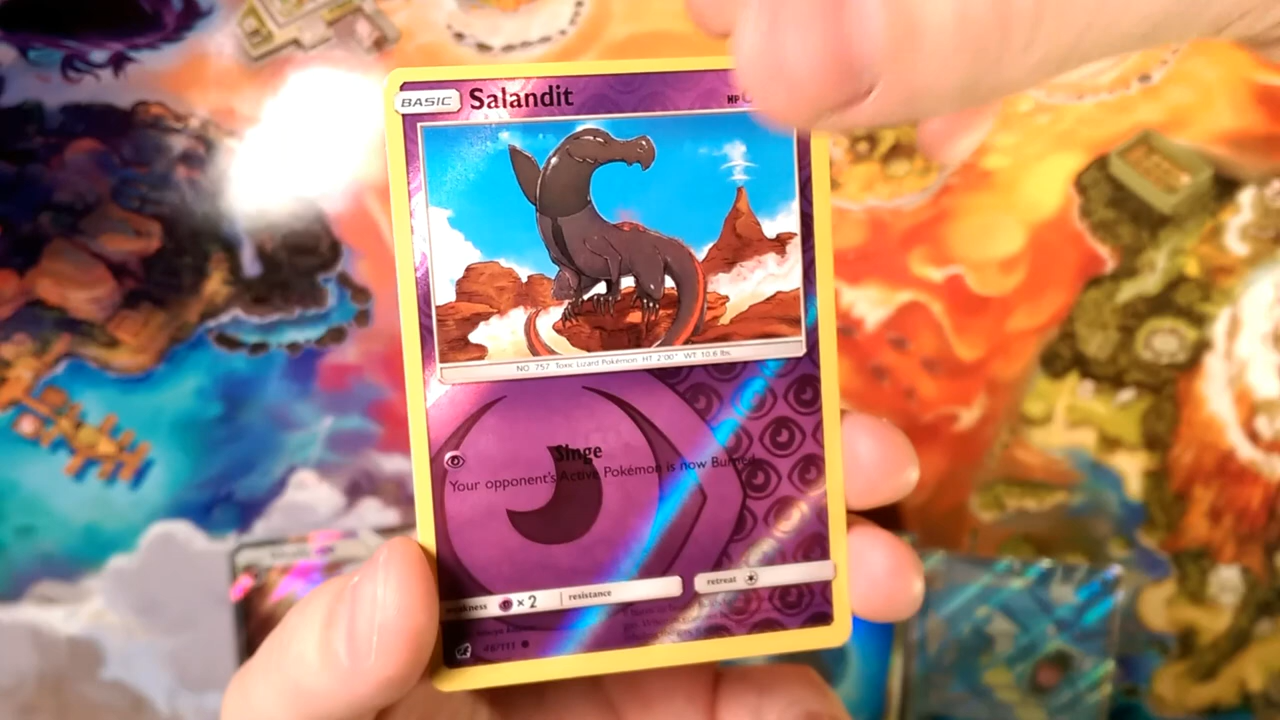 BASIC Salandit HP
NO. 757 Toxic Lizard Pokémon HT: 2'00" WT: 10.6 lbs.
Singe
Your opponent's Active Pokémon is now Burned.
weakness ×2 resistance retreat
46/111